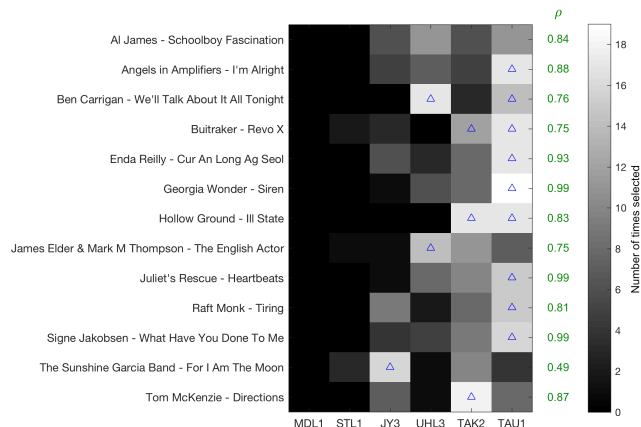 ρ
Al James - Schoolboy Fascination 0.84
Angels in Amplifiers - I'm Alright 0.88
Ben Carrigan - We'll Talk About It All Tonight 0.76
Buitraker - Revo X 0.75
Enda Reilly - Cur An Long Ag Seol 0.93
Georgia Wonder - Siren 0.99
Hollow Ground - Ill State 0.83
James Elder & Mark M Thompson - The English Actor 0.75
Juliet's Rescue - Heartbeats 0.99
Raft Monk - Tiring 0.81
Signe Jakobsen - What Have You Done To Me 0.99
The Sunshine Garcia Band - For I Am The Moon 0.49
Tom McKenzie - Directions 0.87
MDL1 STL1 JY3 UHL3 TAK2 TAU1
18
16
14
12
10
8
6
4
2
0
Number of times selected